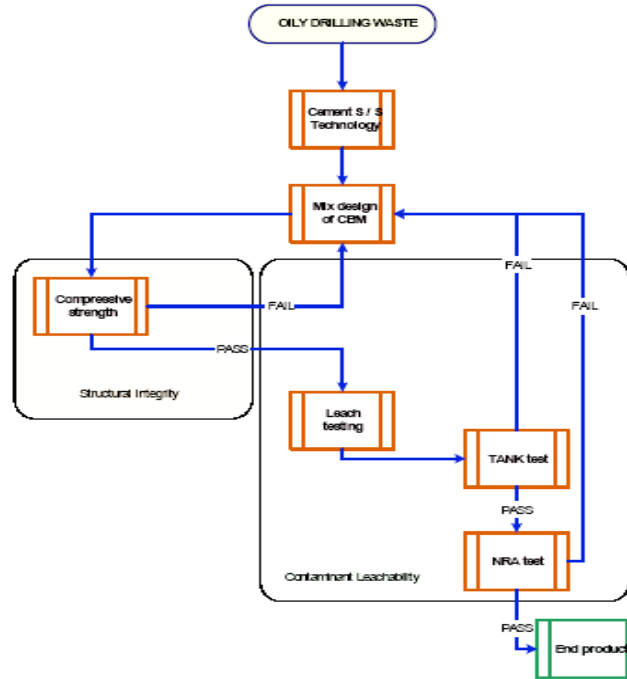 OILY DRILLING WASTE
Cement S / S
Technology
Mix design
of CBM
Compressive
strength
FAIL
FAIL
FAIL
PASS
Structural Integrity
Leach
testing
TANK test
PASS
NRA test
Contaminant Leachability
PASS
End product